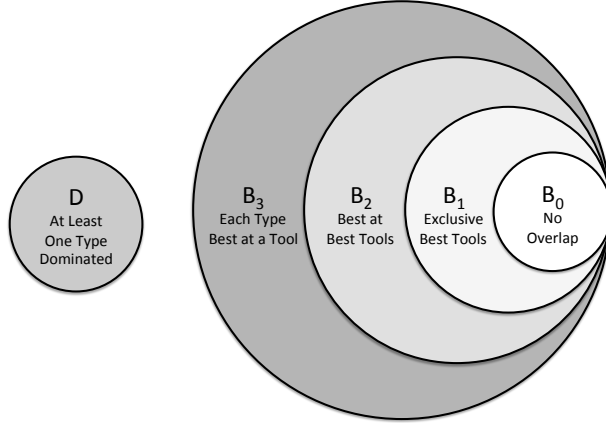 D
At Least
One Type
Dominated
B3
Each Type
Best at a Tool
B2
Best at
Best Tools
B1
Exclusive
Best Tools
B0
No
Overlap